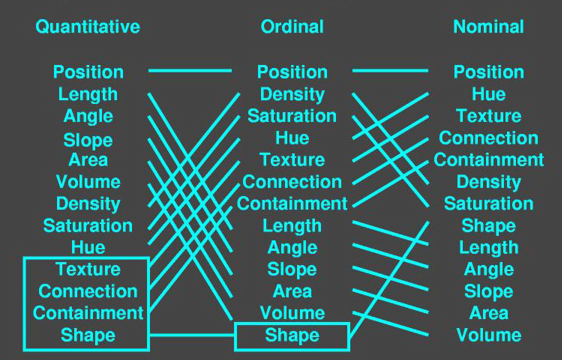 Quantitative Ordinal Nominal
Position Position Position
Length Density Hue
Angle Saturation Texture
Slope Hue Connection
Area Texture Containment
Volume Connection Density
Density Containment Saturation
Saturation Length Shape
Hue Angle Length
Texture Slope Angle
Connection Area Slope
Containment Volume Area
Shape Shape Volume